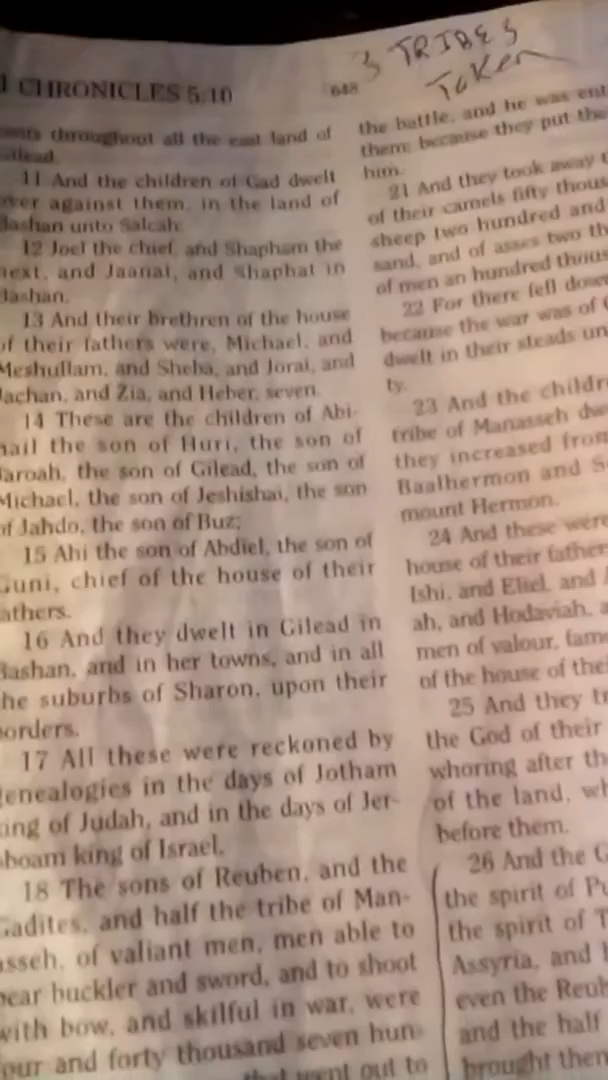 1 CHRONICLES 5:10
648
3 TRIBES
Taken
throughout all the east land of
11 And the children of Gad dwelt
over against them, in the land of
Bashan unto Salcah:
12 Joel the chief, and Shapham the
next, and Jaanai, and Shaphat in
Bashan.
13 And their brethren of the house
of their fathers were, Michael, and
Meshullam, and Sheba, and Jorai, and
Jachan, and Zia, and Heber, seven.
14 These are the children of Abi-
hail the son of Huri, the son of
Jaroah, the son of Gilead, the son of
Michael, the son of Jeshishai, the son
of Jahdo, the son of Buz;
15 Ahi the son of Abdiel, the son of
Guni, chief of the house of their
fathers.
16 And they dwelt in Gilead in
Bashan, and in her towns, and in all
the suburbs of Sharon, upon their
borders.
17 All these were reckoned by
genealogies in the days of Jotham
king of Judah, and in the days of Jer-
oboam king of Israel.
18 The sons of Reuben, and the
Gadites, and half the tribe of Man-
asseh, of valiant men, men able to
bear buckler and sword, and to shoot
with bow, and skilful in war, were
four and forty thousand seven hun-
that went out to
the battle, and he was
them; because they put the
him.
21 And they took away
of their camels fifty
sheep two hundred and
sand, and of asses two
of men an hundred
22 For there fell
because the war was of
dwelt in their steads
ty.
23 And the
tribe of Manasseh
they increased from
Baalhermon and
mount Hermon.
24 And these were
house of their
Ishi, and Eliel, and
ah, and Hodaviah,
men of valour,
of the house of
25 And they
the God of their
whoring after
of the land,
before them.
26 And the
the spirit of
the spirit of
Assyria, and
even the
and the half
brought